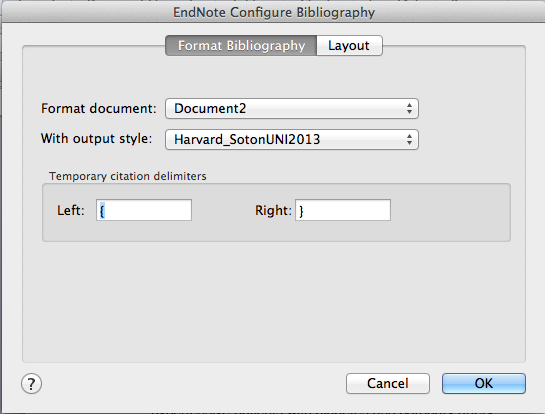 EndNote Configure Bibliography
Format Bibliography Layout
Format document: Document2
With output style: Harvard_SotonUNI2013
Temporary citation delimiters
Left: { Right: }
? Cancel OK